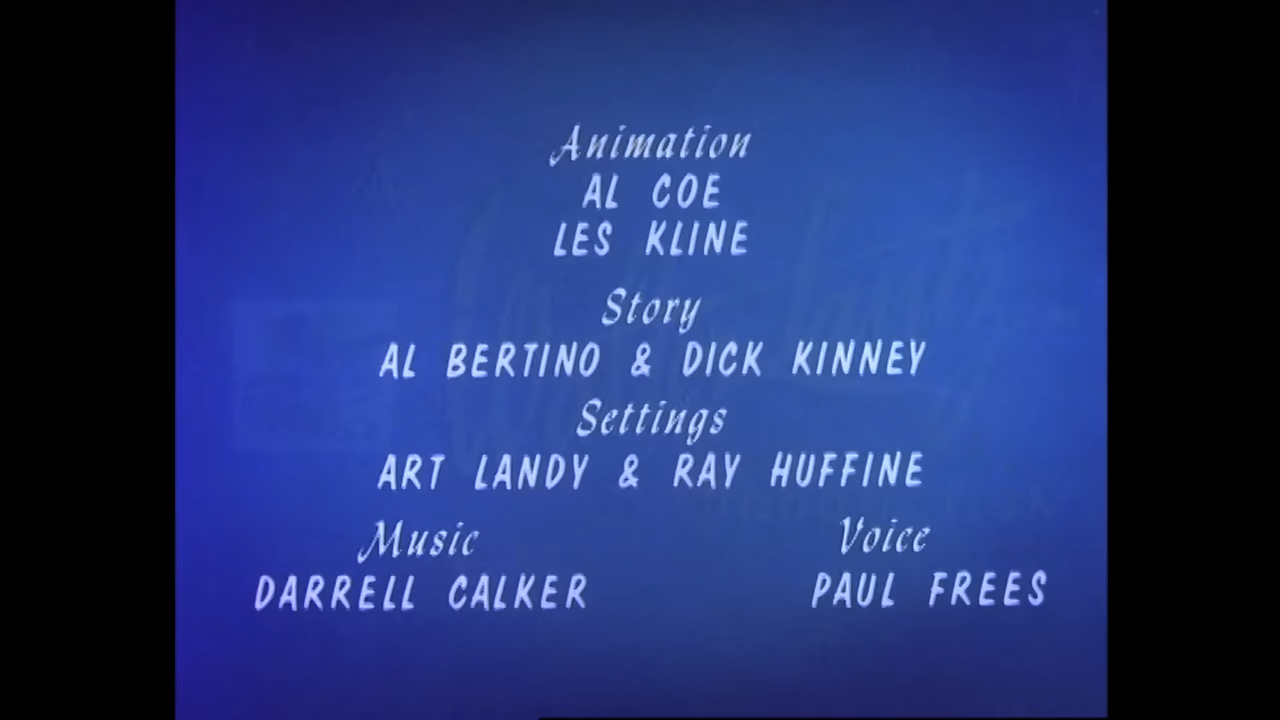 Animation
AL COE
LES KLINE
Story
AL BERTINO & DICK KINNEY
Settings
ART LANDY & RAY HUFFINE
Music
DARRELL CALKER
Voice
PAUL FREES